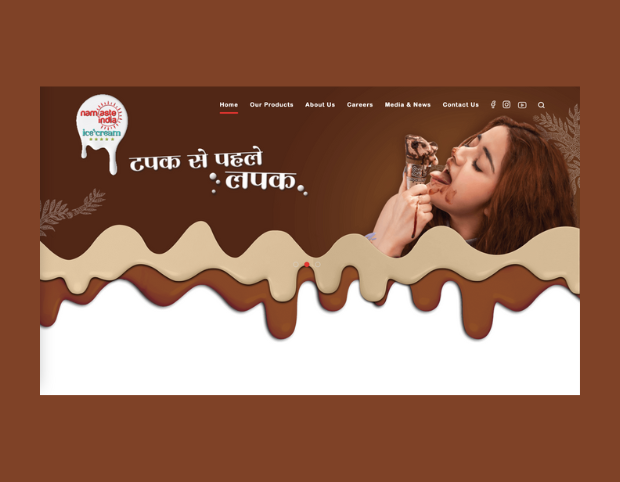 namaste
india
ice cream
Home Our Products About Us Careers Media & News Contact Us
टपक से पहले
लपक